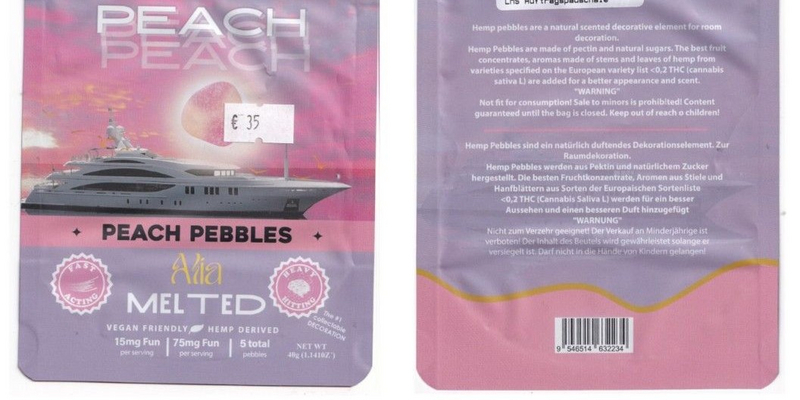 PEACH
PEACH
€ 35
PEACH PEBBLES
FAST
ACTING
Alia
MELTED
HEAVY
HITTING
The #1
collectable
DECORATION
VEGAN FRIENDLY HEMP DERIVED
15mg Fun
per serving
75mg Fun
per serving
5 total
pebbles
NET WT
40g (1,1410Z')
LMS Auftragspauschale
Hemp pebbles are a natural scented decorative element for room
decoration.
Hemp Pebbles are made of pectin and natural sugars. The best fruit
concentrates, aromas made of stems and leaves of hemp from
varieties specified on the European variety list <0,2 THC (cannabis
sativa L) are added for a better appearance and scent.
"WARNING"
Not fit for consumption! Sale to minors is prohibited! Content
guaranteed until the bag is closed. Keep out of reach o children!
Hemp Pebbles sind ein natürlich duftendes Dekorationselement. Zur
Raumdekoration.
Hemp Pebbles werden aus Pektin und natürlichem Zucker
hergestellt. Die besten Fruchtkonzentrate, Aromen aus Stiele und
Hanfblättern aus Sorten der Europaischen Sortenliste
<0,2 THC (Cannabis Saliva L) werden für ein besser
Aussehen und einen besseren Duft hinzugefügt
"WARNUNG"
Nicht zum Verzehr geeignet! Der Verkauf an Minderjährige ist
verboten! Der Inhalt des Beutels wird gewährleistet solange er
versiegelt ist. Darf nicht in die Hände von Kindern gelangen!
9 546514 632234